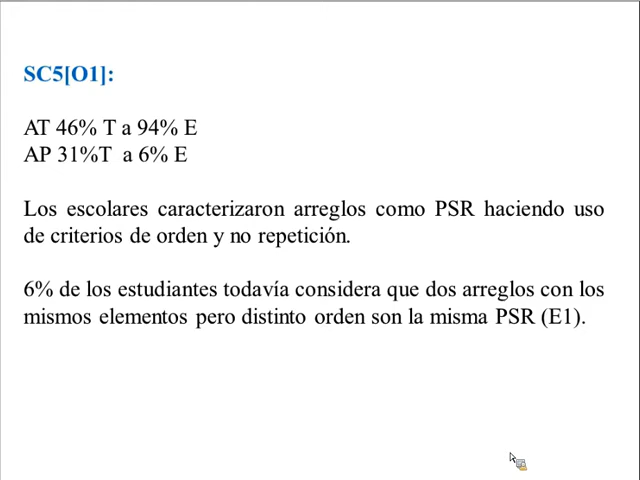 SC5[O1]:
AT 46% T a 94% E
AP 31%T a 6% E
Los escolares caracterizaron arreglos como PSR haciendo uso
de criterios de orden y no repetición.
6% de los estudiantes todavía considera que dos arreglos con los
mismos elementos pero distinto orden son la misma PSR (E1).